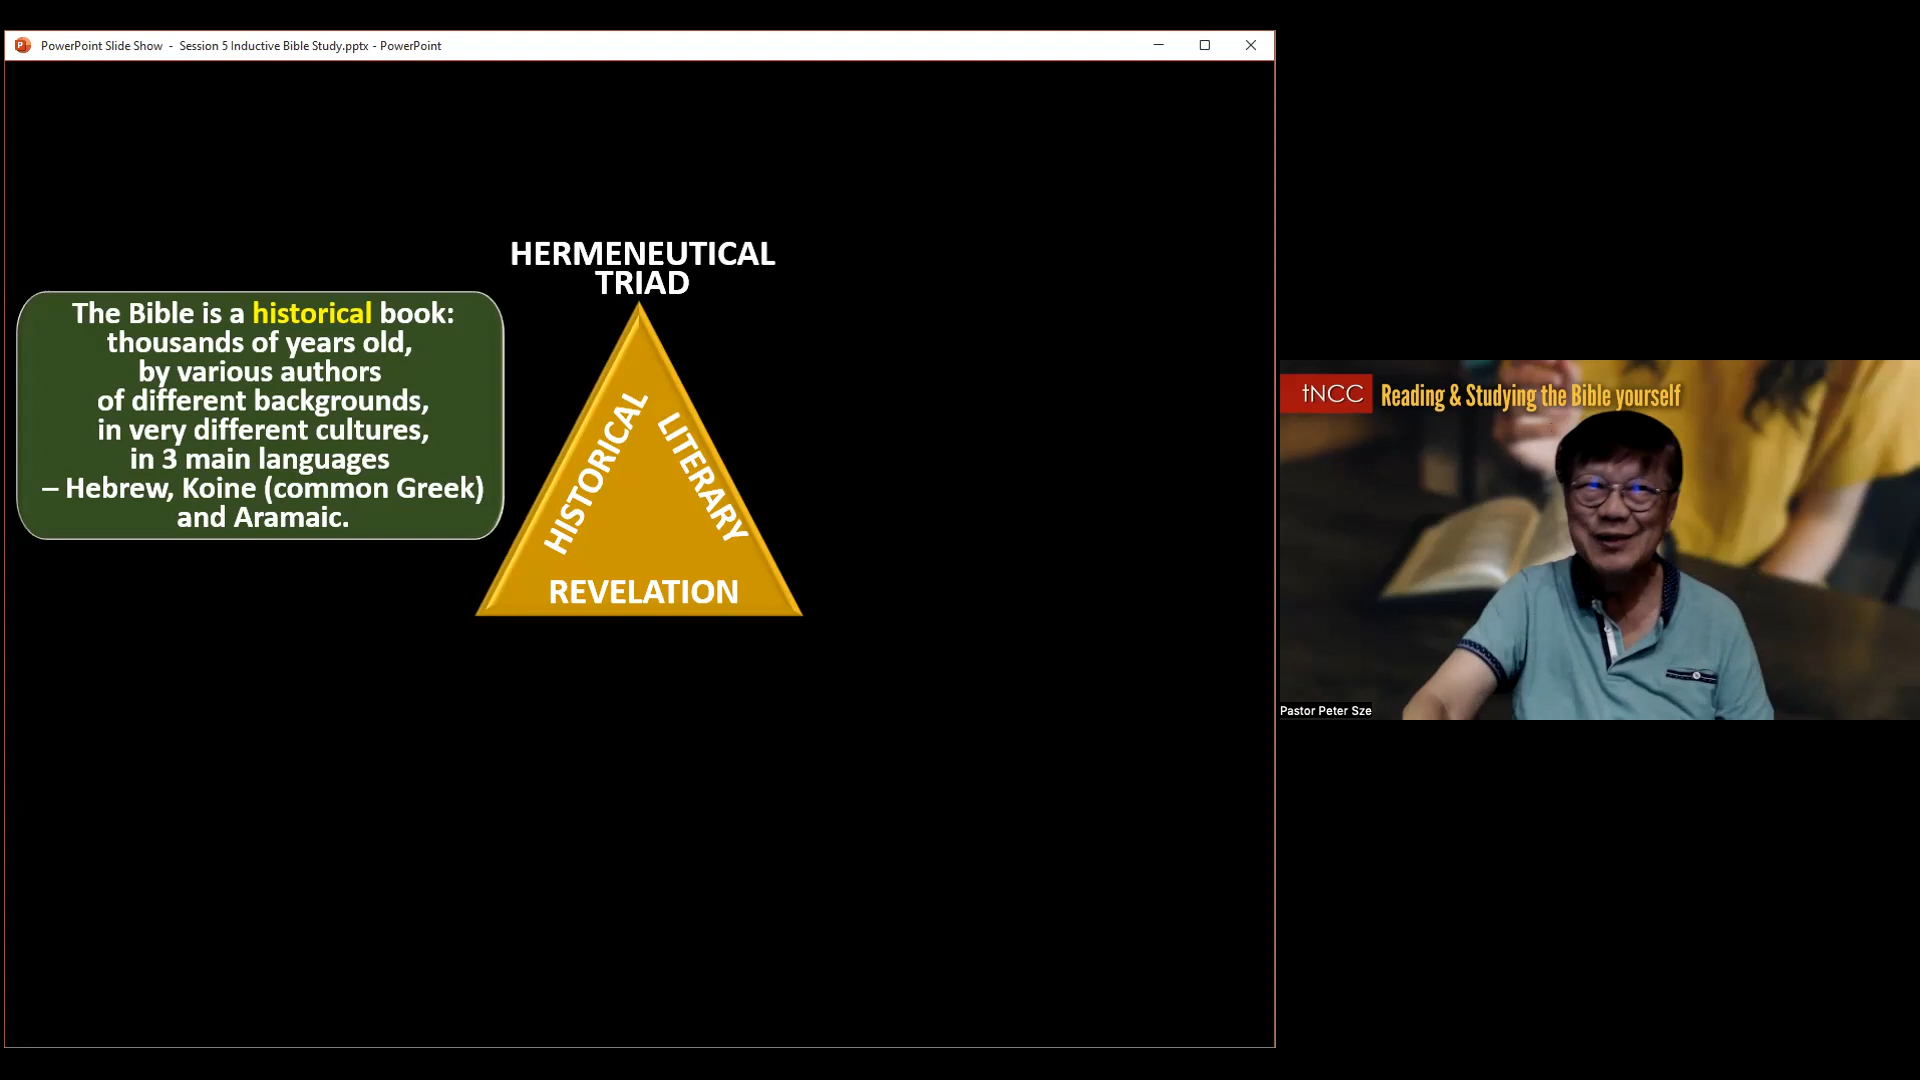 PowerPoint Slide Show - Session 5 Inductive Bible Study.pptx - PowerPoint
HERMENEUTICAL
TRIAD
The Bible is a historical book:
thousands of years old,
by various authors
of different backgrounds,
in very different cultures,
in 3 main languages
– Hebrew, Koine (common Greek)
and Aramaic.
HISTORICAL
LITERARY
REVELATION
tNCC Reading & Studying the Bible yourself
Pastor Peter Sze